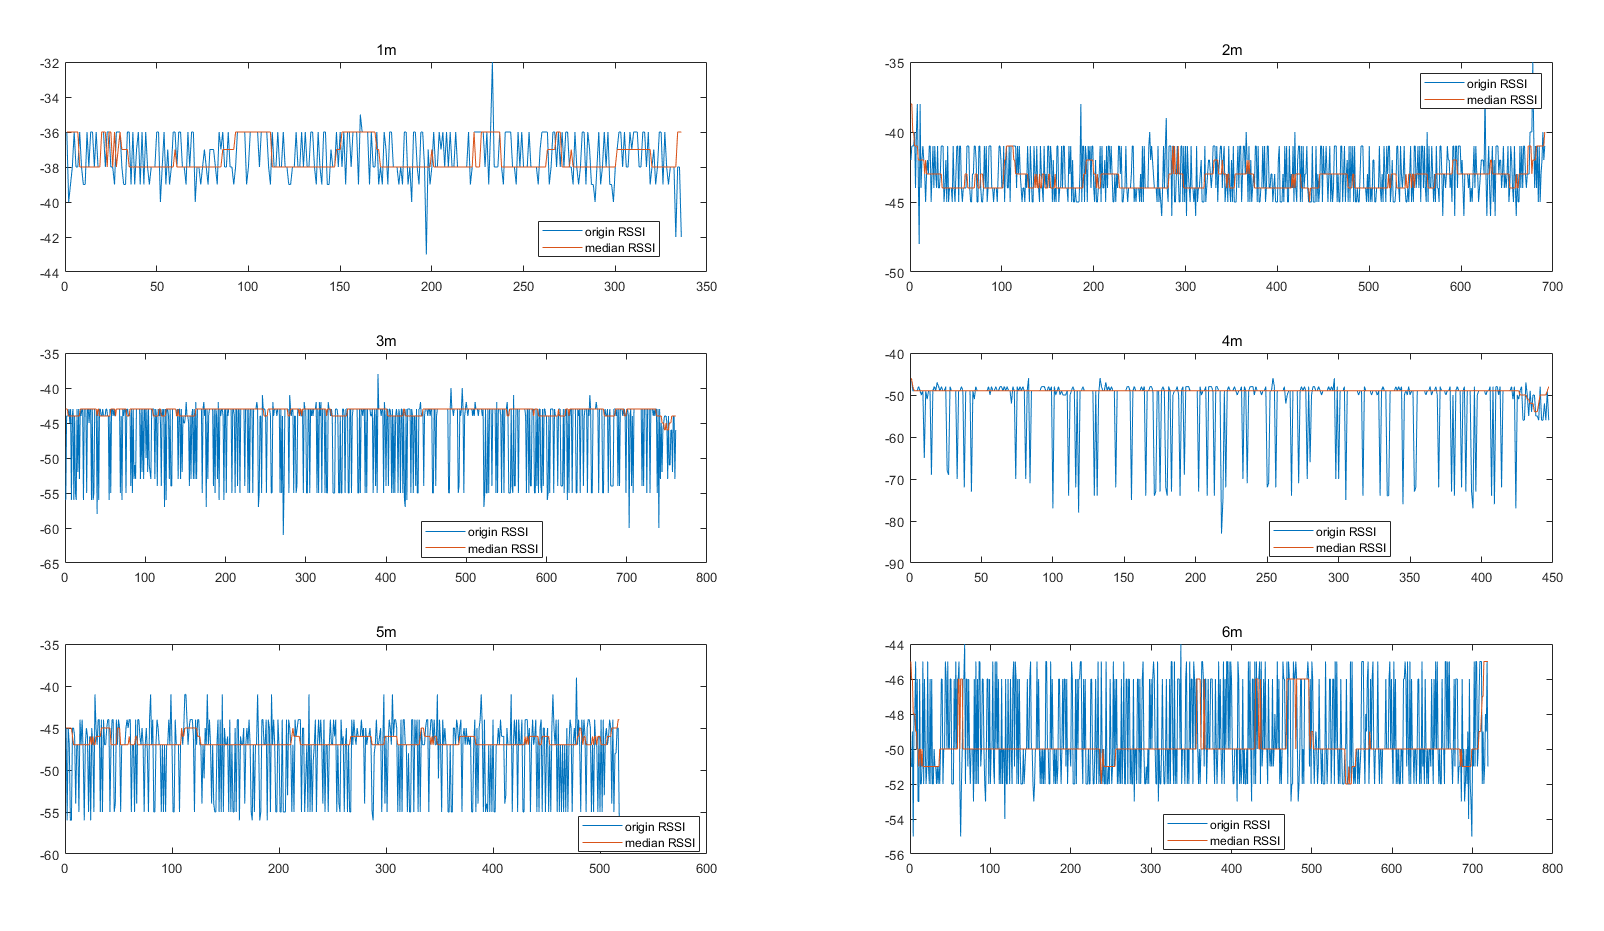 1m
-32
-34
-36
-38
-40
-42
-44
0 50 100 150 200 250 300 350
origin RSSI
median RSSI
2m
-35
-40
-45
-50
0 100 200 300 400 500 600 700
origin RSSI
median RSSI
3m
-35
-40
-45
-50
-55
-60
-65
0 100 200 300 400 500 600 700 800
origin RSSI
median RSSI
4m
-40
-50
-60
-70
-80
-90
0 50 100 150 200 250 300 350 400 450
origin RSSI
median RSSI
5m
-35
-40
-45
-50
-55
-60
0 100 200 300 400 500 600
origin RSSI
median RSSI
6m
-44
-46
-48
-50
-52
-54
-56
0 100 200 300 400 500 600 700 800
origin RSSI
median RSSI